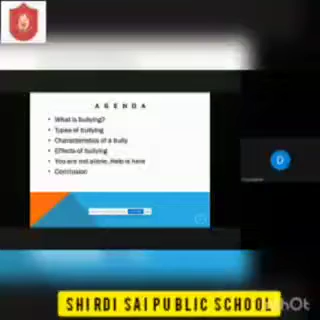 AGENDA
• What is bullying?
• Types of bullying
• Characteristics of a bully
• Effects of bullying
• You are not alone, Help is here
• Conclusion
D
SHIRDI SAI PUBLIC SCHOOL